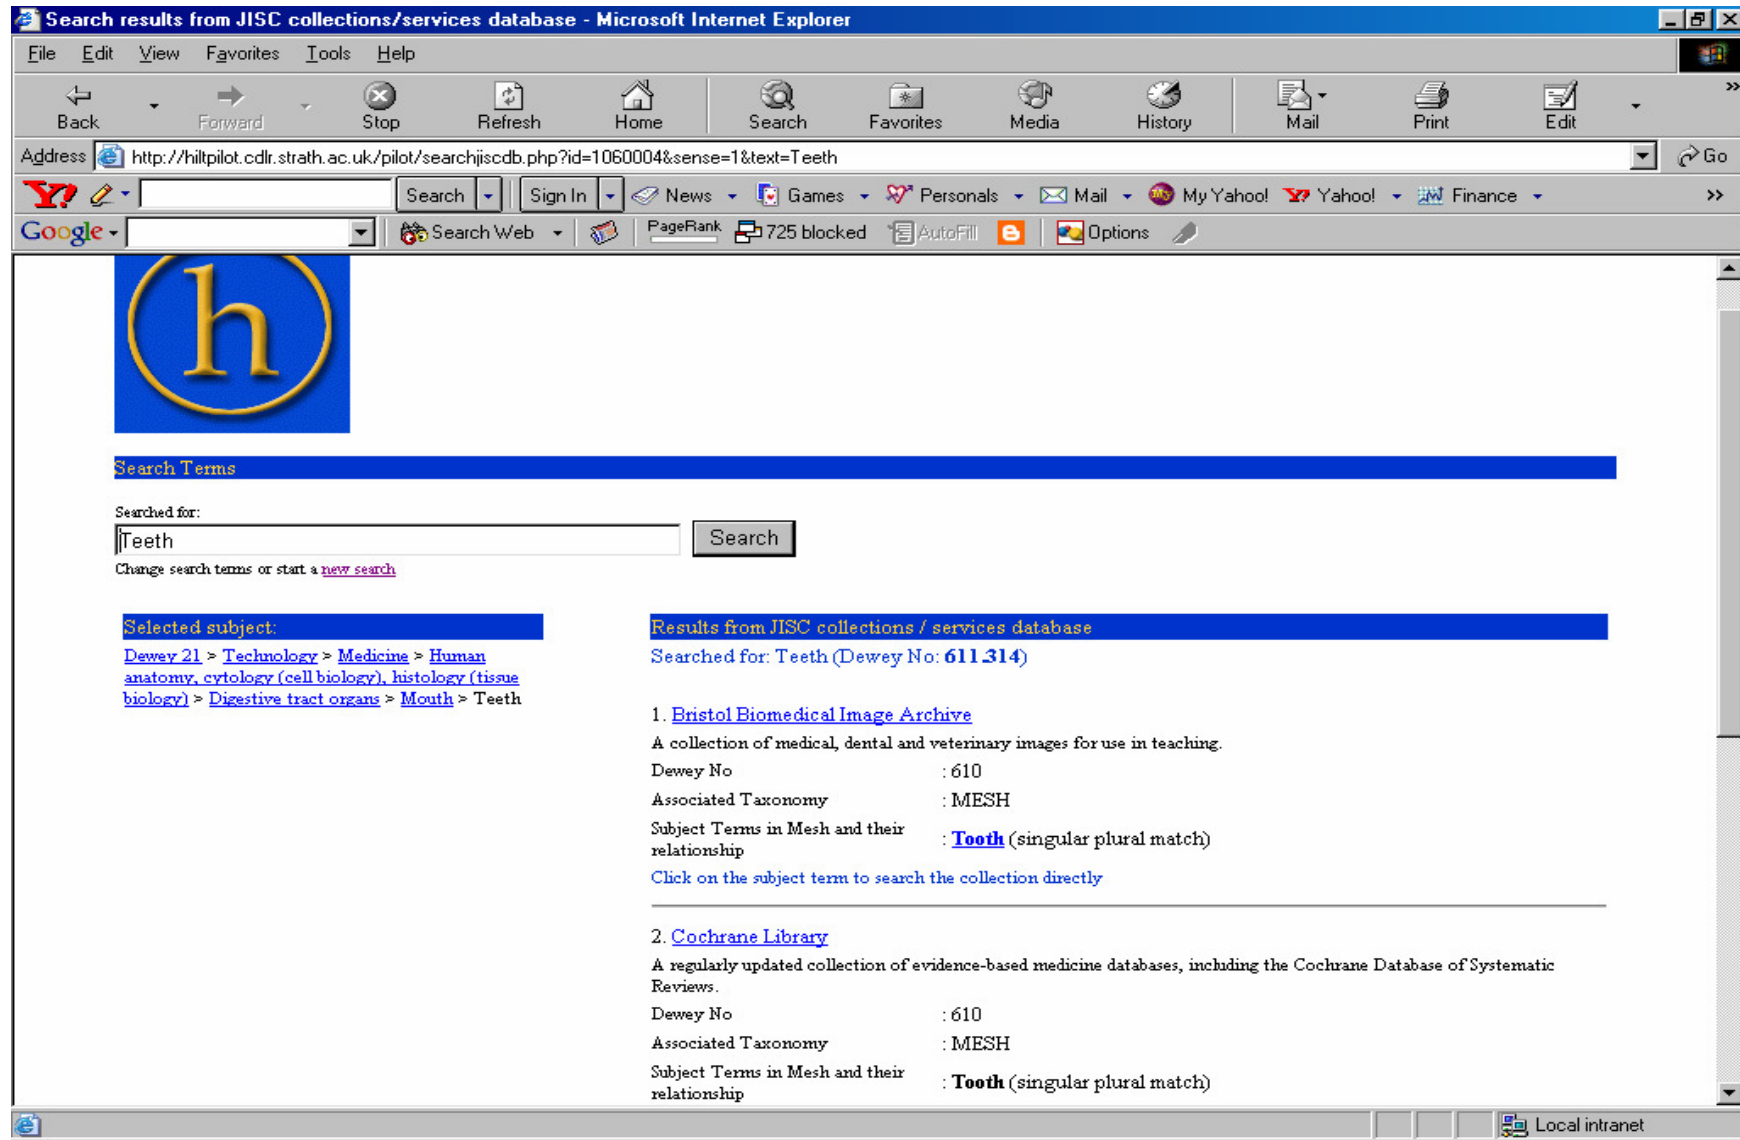 Search results from JISC collections/services database - Microsoft Internet Explorer
File Edit View Favorites Tools Help
Back Forward Stop Refresh Home Search Favorites Media History Mail Print Edit »
Address http://hiltpilot.cdlr.strath.ac.uk/pilot/searchjiscdb.php?id=1060004&sense=1&text=Teeth Go
Y! Search Sign In News Games Personals Mail My Yahoo! Yahoo! Finance »
Google Search Web PageRank 725 blocked AutoFill Options
h
Search Terms
Searched for:
Teeth Search
Change search terms or start a new search
Selected subject:
Dewey 21 > Technology > Medicine > Human
anatomy, cytology (cell biology), histology (tissue
biology) > Digestive tract organs > Mouth > Teeth
Results from JISC collections / services database
Searched for: Teeth (Dewey No: 611.314)
1. Bristol Biomedical Image Archive
A collection of medical, dental and veterinary images for use in teaching.
Dewey No : 610
Associated Taxonomy : MESH
Subject Terms in Mesh and their
relationship : Tooth (singular plural match)
Click on the subject term to search the collection directly
2. Cochrane Library
A regularly updated collection of evidence-based medicine databases, including the Cochrane Database of Systematic
Reviews.
Dewey No : 610
Associated Taxonomy : MESH
Subject Terms in Mesh and their
relationship : Tooth (singular plural match)
Local intranet